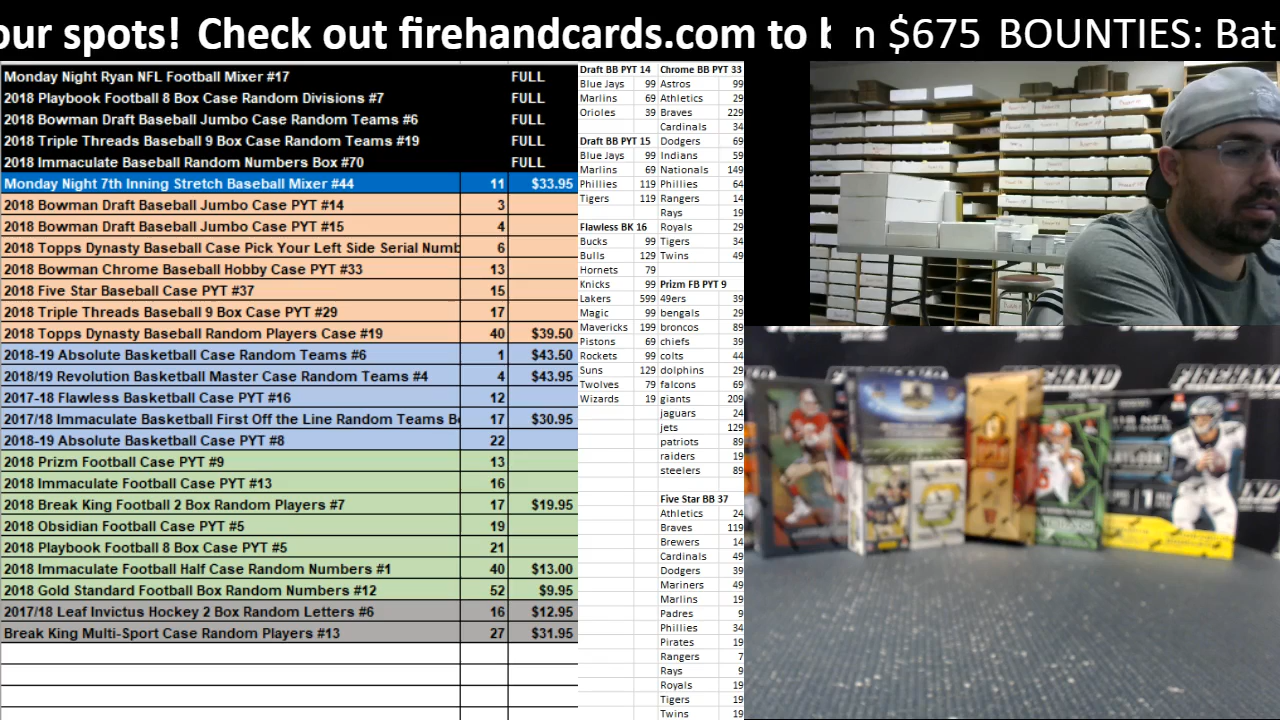 our spots! Check out firehandcards.com to b n $675 BOUNTIES: Bat
Monday Night Ryan NFL Football Mixer #17 FULL
2018 Playbook Football 8 Box Case Random Divisions #7 FULL
2018 Bowman Draft Baseball Jumbo Case Random Teams #6 FULL
2018 Triple Threads Baseball 9 Box Case Random Teams #19 FULL
2018 Immaculate Baseball Random Numbers Box #70 FULL
Monday Night 7th Inning Stretch Baseball Mixer #44 11 $33.95
2018 Bowman Draft Baseball Jumbo Case PYT #14 3
2018 Bowman Draft Baseball Jumbo Case PYT #15 4
2018 Topps Dynasty Baseball Case Pick Your Left Side Serial Numb 6
2018 Bowman Chrome Baseball Hobby Case PYT #33 13
2018 Five Star Baseball Case PYT #37 15
2018 Triple Threads Baseball 9 Box Case PYT #29 17
2018 Topps Dynasty Baseball Random Players Case #19 40 $39.50
2018-19 Absolute Basketball Case Random Teams #6 1 $43.50
2018/19 Revolution Basketball Master Case Random Teams #4 4 $43.95
2017-18 Flawless Basketball Case PYT #16 12
2017/18 Immaculate Basketball First Off the Line Random Teams Bo 17 $30.95
2018-19 Absolute Basketball Case PYT #8 22
2018 Prizm Football Case PYT #9 13
2018 Immaculate Football Case PYT #13 16
2018 Break King Football 2 Box Random Players #7 17 $19.95
2018 Obsidian Football Case PYT #5 19
2018 Playbook Football 8 Box Case PYT #5 21
2018 Immaculate Football Half Case Random Numbers #1 40 $13.00
2018 Gold Standard Football Box Random Numbers #12 52 $9.95
2017/18 Leaf Invictus Hockey 2 Box Random Letters #6 16 $12.95
Break King Multi-Sport Case Random Players #13 27 $31.95
Draft BB PYT 14
Blue Jays 99
Marlins 69
Orioles 39
Draft BB PYT 15
Blue Jays 99
Marlins 69
Phillies 119
Tigers 119
Flawless BK 16
Bucks 99
Bulls 129
Hornets 79
Knicks 99
Lakers 599
Magic 99
Mavericks 199
Pistons 69
Rockets 99
Suns 129
Twolves 79
Wizards 19
Chrome BB PYT 33
Astros 99
Athletics 29
Braves 229
Cardinals 34
Dodgers 69
Indians 59
Nationals 149
Phillies 64
Rangers 14
Rays 19
Royals 29
Tigers 34
Twins 49
Prizm FB PYT 9
49ers 39
bengals 29
broncos 89
chiefs 39
colts 44
dolphins 29
falcons 69
giants 209
jaguars 24
jets 129
patriots 89
raiders 19
steelers 89
Five Star BB 37
Athletics 24
Braves 119
Brewers 14
Cardinals 49
Dodgers 39
Mariners 49
Marlins 19
Padres 9
Phillies 34
Pirates 19
Rangers 7
Rays 9
Royals 19
Tigers 19
Twins 19
FIREHAND